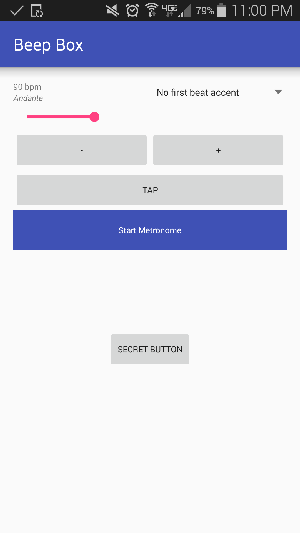 4G 79% 11:00 PM
Beep Box
90 bpm
Andante
No first beat accent
- +
TAP
Start Metronome
SECRET BUTTON